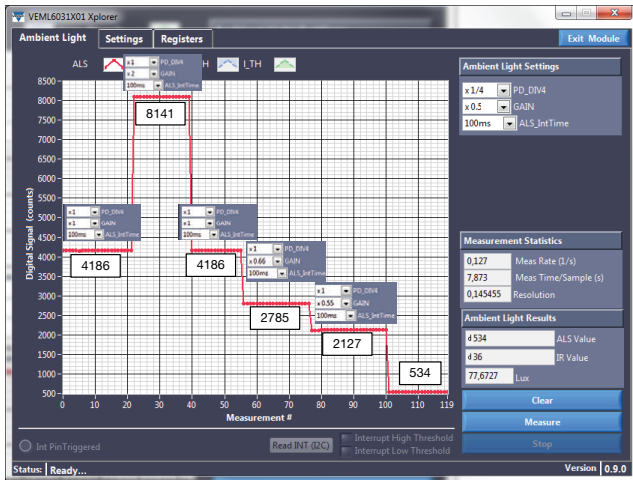 VEML6031X01 Xplorer
Ambient Light Settings Registers
Exit Module
ALS
H I_TH
x1 PD_DIV4
x2 GAIN
100ms ALS_IntTime
8500
8000
7500
7000
6500
6000
5500
5000
4500
4000
3500
3000
2500
2000
1500
1000
500
Digital Signal (counts)
8141
x1 PD_DIV4
x1 GAIN
100ms ALS_IntTime
4186
x1 PD_DIV4
x1 GAIN
100ms ALS_IntTime
4186
x1 PD_DIV4
x0.66 GAIN
100ms ALS_IntTime
2785
x1 PD_DIV4
x0.55 GAIN
100ms ALS_IntTime
2127
534
0 10 20 30 40 50 60 70 80 90 100 110 119
Measurement #
Ambient Light Settings
x1/4 PD_DIV4
x0.5 GAIN
100ms ALS_IntTime
Measurement Statistics
0,127 Meas Rate (1/s)
7,873 Meas Time/Sample (s)
0,145455 Resolution
Ambient Light Results
d 534 ALS Value
d 36 IR Value
77,6727 Lux
Clear
Measure
Stop
Int PinTriggered
Read INT (I2C)
Interrupt High Threshold
Interrupt Low Threshold
Status: Ready...
Version 0.9.0